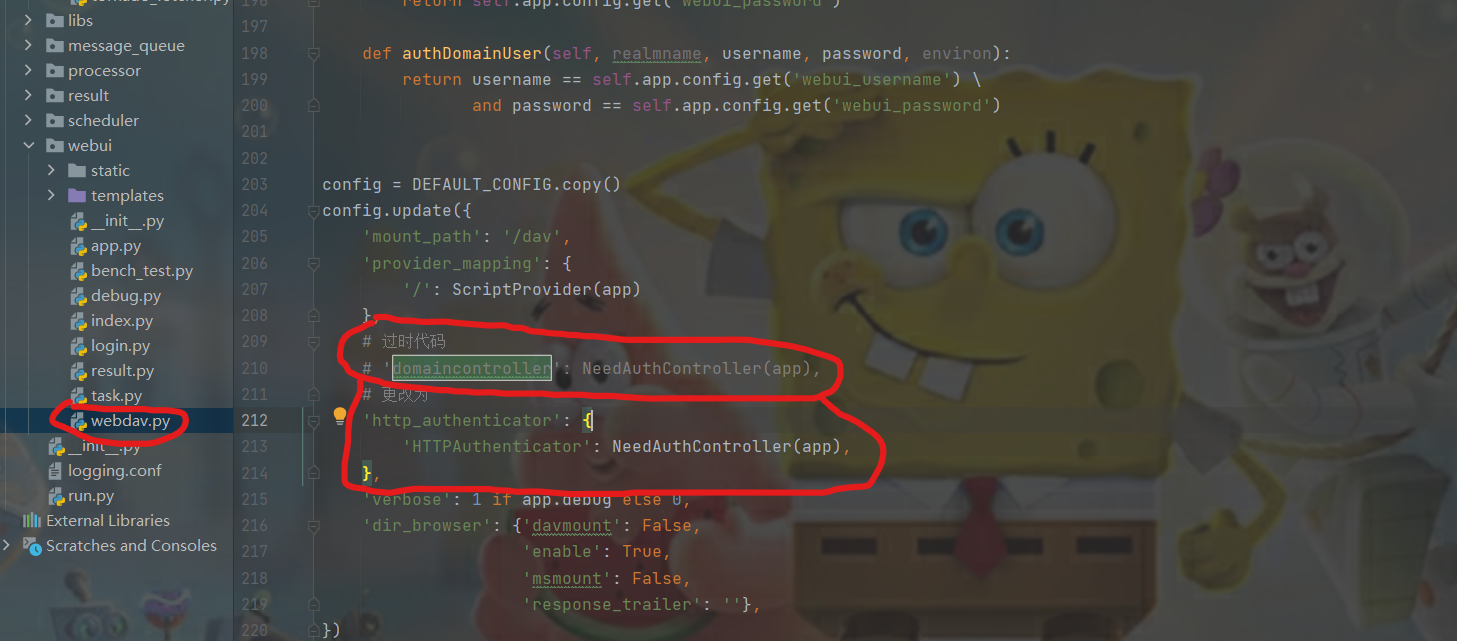 tornado_fetcher.py
libs
message_queue
processor
result
scheduler
webui
static
templates
__init__.py
app.py
bench_test.py
debug.py
index.py
login.py
result.py
task.py
webdav.py
__init__.py
logging.conf
run.py
External Libraries
Scratches and Consoles
196 return self.app.config.get('webui_password')
197
198 def authDomainUser(self, realmname, username, password, environ):
199 return username == self.app.config.get('webui_username') \
200 and password == self.app.config.get('webui_password')
201
202
203 config = DEFAULT_CONFIG.copy()
204 config.update({
205 'mount_path': '/dav',
206 'provider_mapping': {
207 '/': ScriptProvider(app)
208 },
209 # 过时代码
210 # 'domaincontroller': NeedAuthController(app),
211 # 更改为
212 'http_authenticator': {
213 'HTTPAuthenticator': NeedAuthController(app),
214 },
215 'verbose': 1 if app.debug else 0,
216 'dir_browser': {'davmount': False,
217 'enable': True,
218 'msmount': False,
219 'response_trailer': ''},
220 })